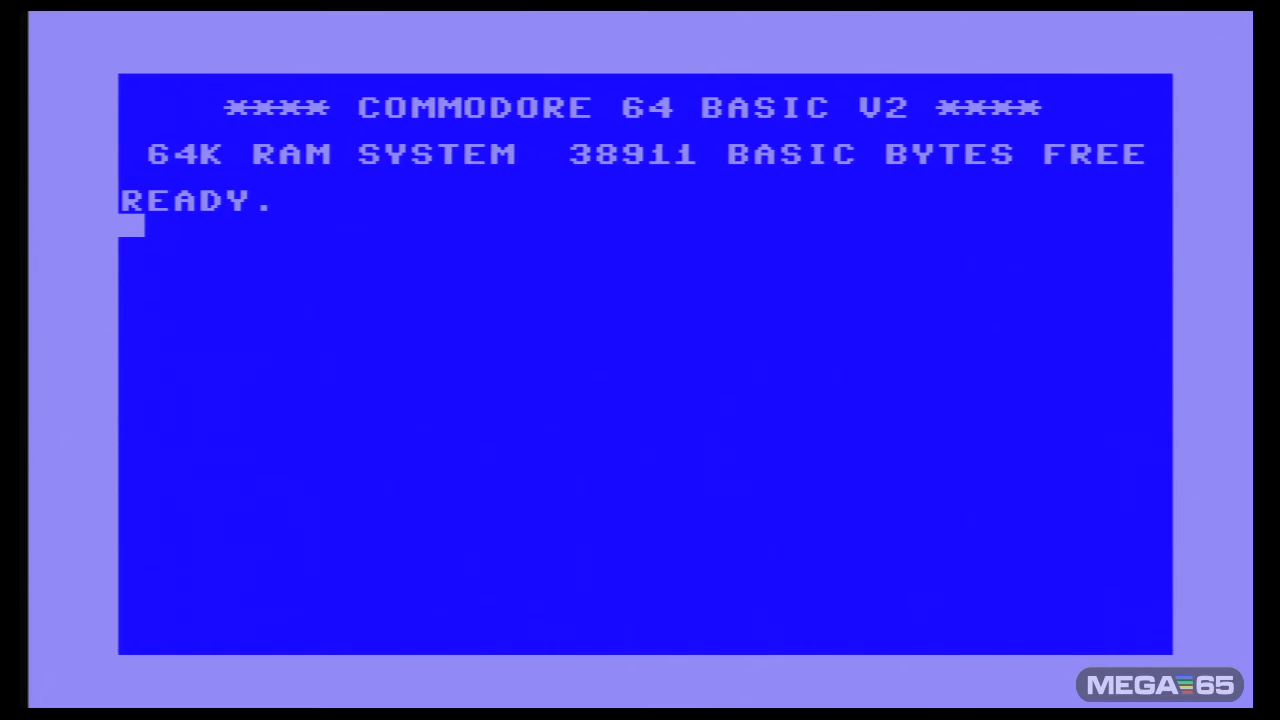 **** COMMODORE 64 BASIC V2 ****
64K RAM SYSTEM  38911 BASIC BYTES FREE
READY.
MEGA65